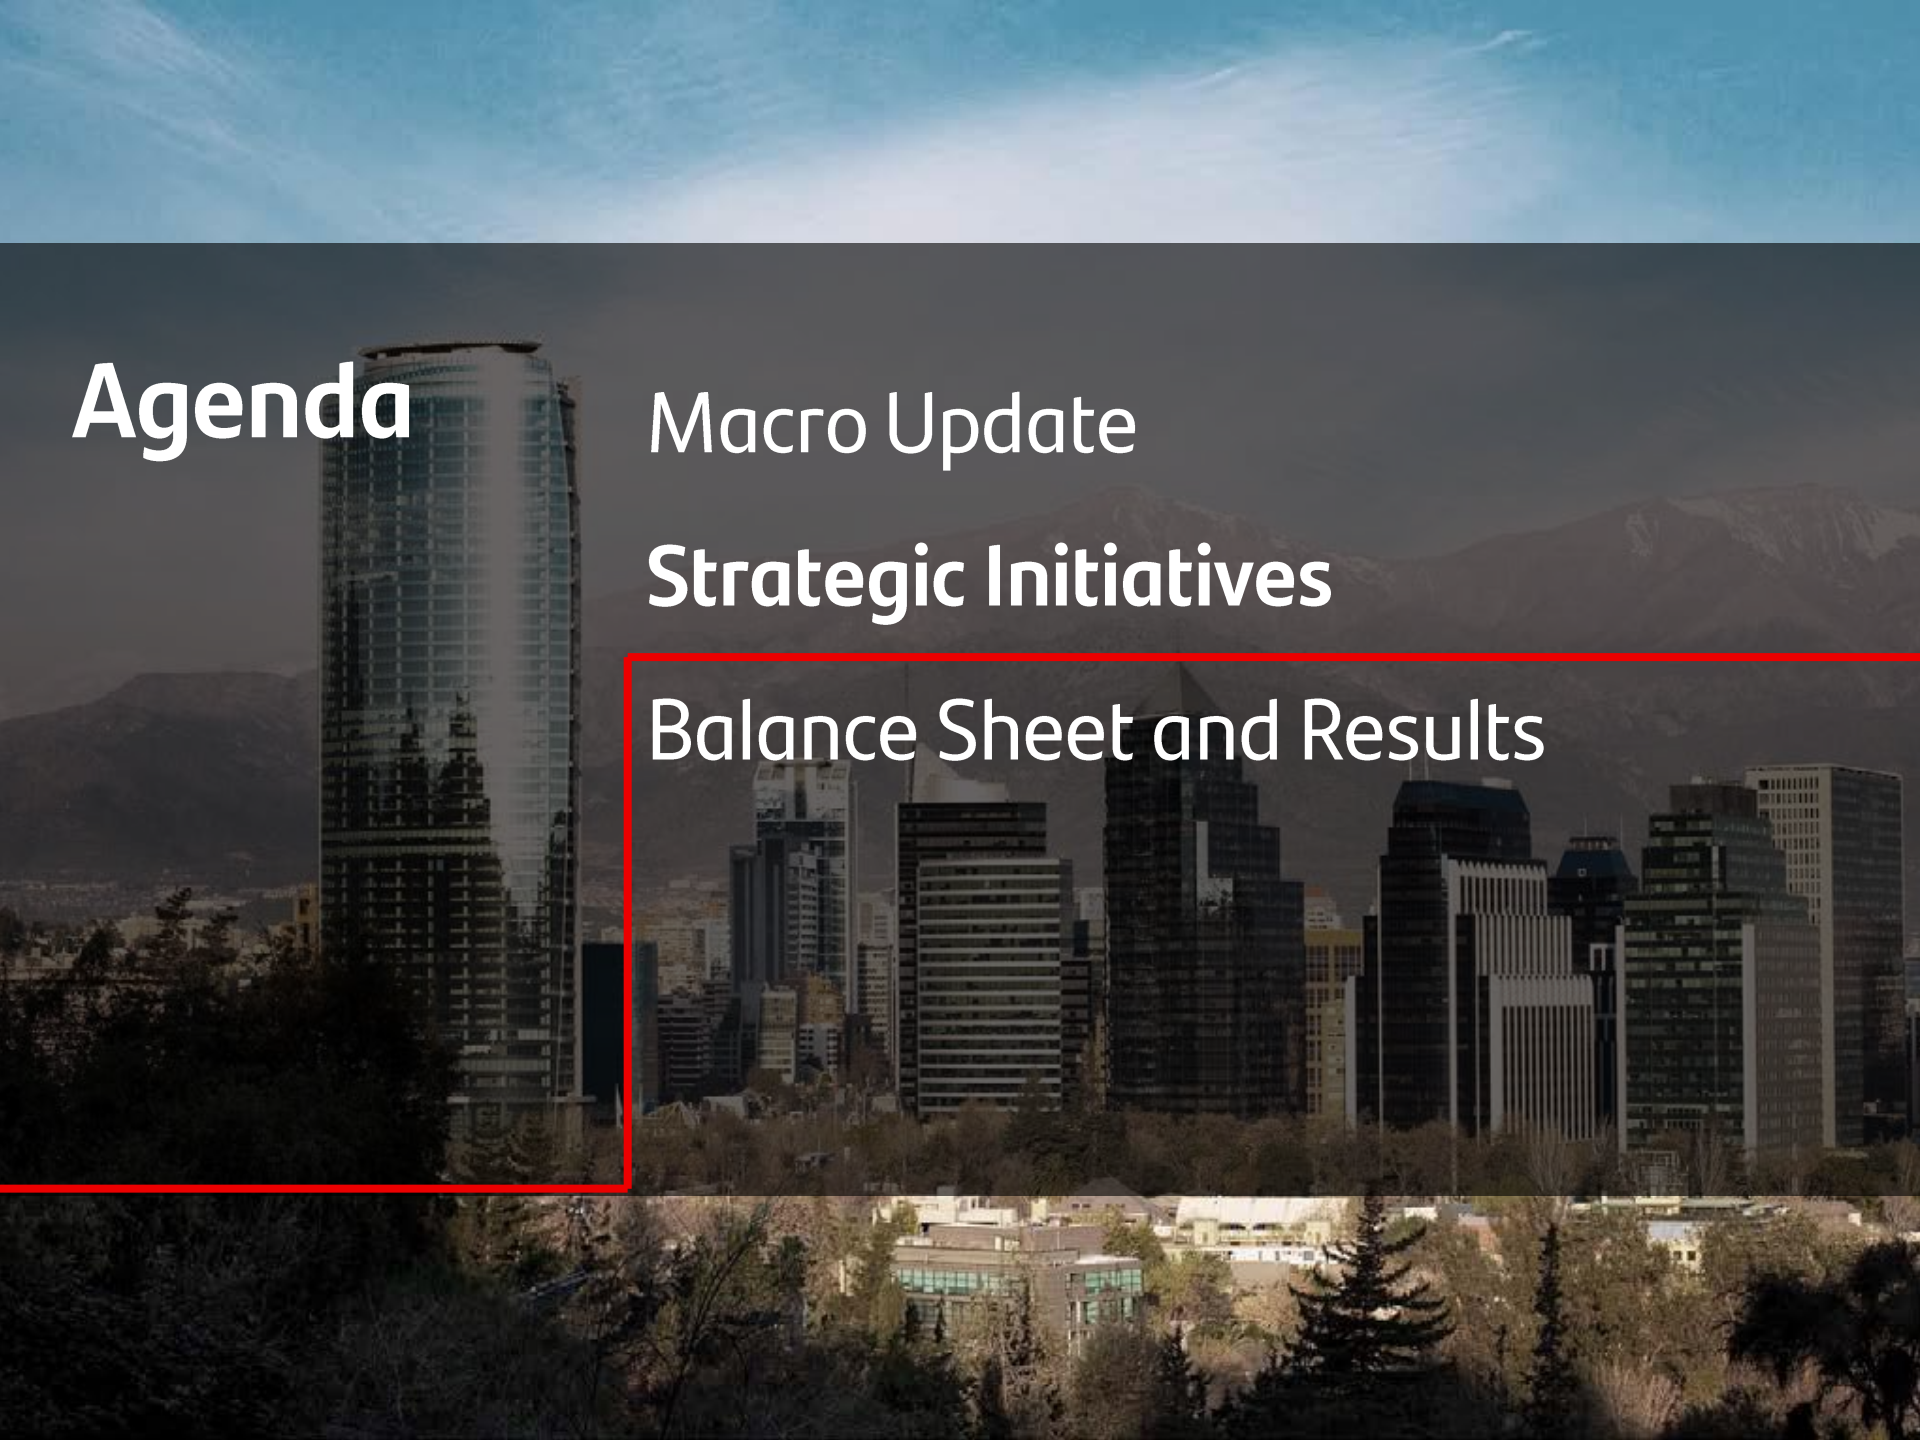 Agenda
Macro Update
Strategic Initiatives
Balance Sheet and Results